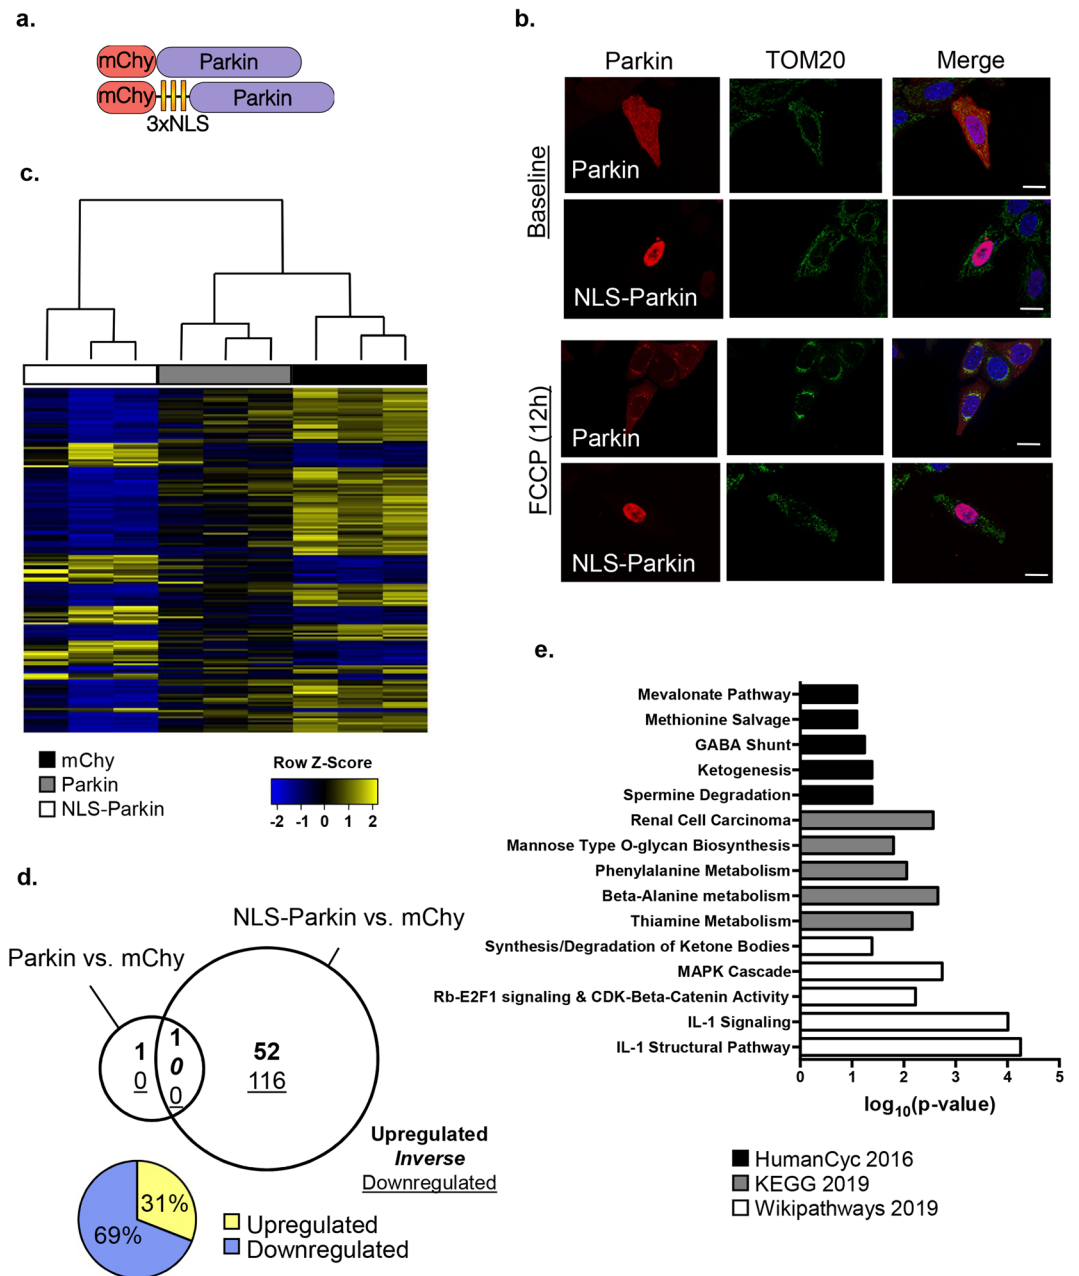 a.
mChy Parkin
mChy Parkin
3xNLS
b.
Parkin TOM20 Merge
Baseline
Parkin
NLS-Parkin
FCCP (12h)
Parkin
NLS-Parkin
c.
mChy
Parkin
NLS-Parkin
Row Z-Score
-2 -1 0 1 2
d.
NLS-Parkin vs. mChy
Parkin vs. mChy
1
0
1
0
0
52
116
Upregulated
Inverse
Downregulated
31%
69%
Upregulated
Downregulated
e.
Mevalonate Pathway
Methionine Salvage
GABA Shunt
Ketogenesis
Spermine Degradation
Renal Cell Carcinoma
Mannose Type O-glycan Biosynthesis
Phenylalanine Metabolism
Beta-Alanine metabolism
Thiamine Metabolism
Synthesis/Degradation of Ketone Bodies
MAPK Cascade
Rb-E2F1 signaling & CDK-Beta-Catenin Activity
IL-1 Signaling
IL-1 Structural Pathway
0 1 2 3 4 5
log10(p-value)
HumanCyc 2016
KEGG 2019
Wikipathways 2019